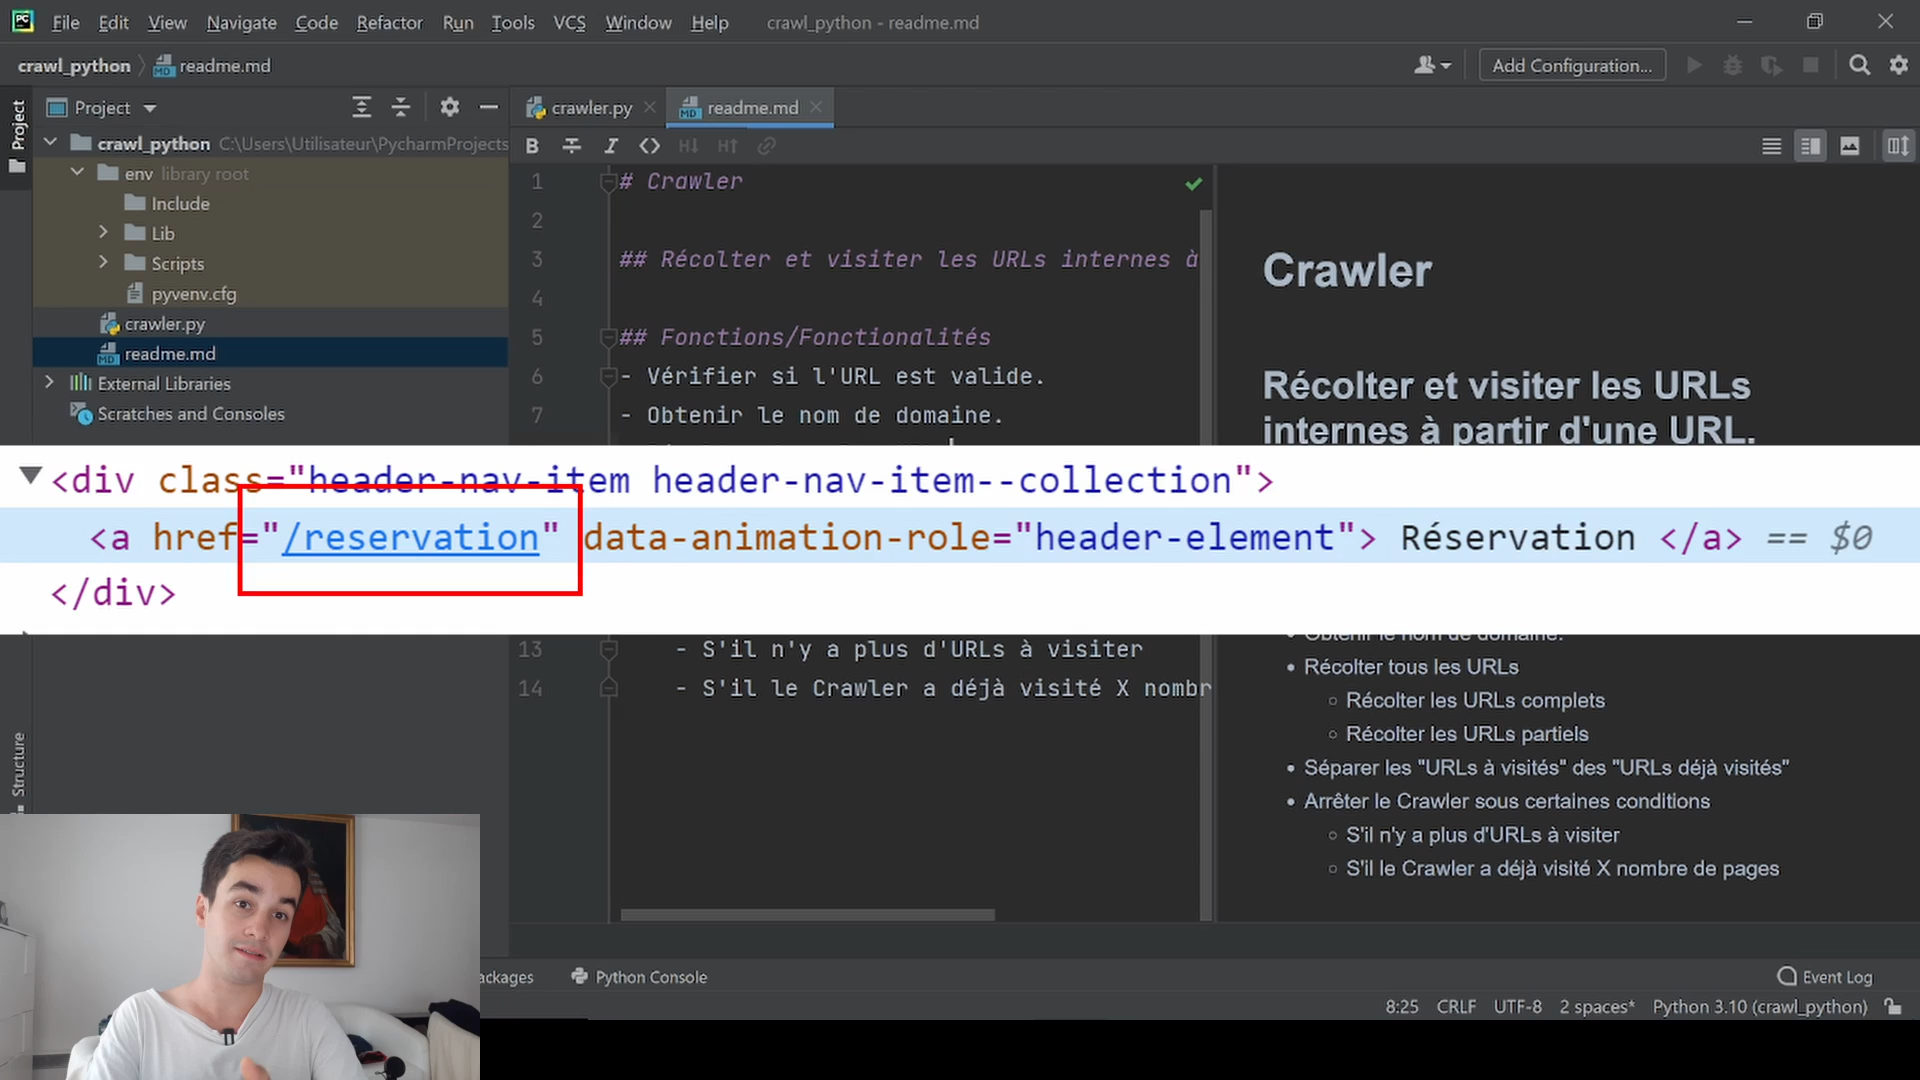 File Edit View Navigate Code Refactor Run Tools VCS Window Help crawl_python - readme.md
crawl_python readme.md Add Configuration...
Project
Project
crawl_python C:\Users\Utilisateur\PycharmProjects
env library root
Include
Lib
Scripts
pyvenv.cfg
crawler.py
readme.md
External Libraries
Scratches and Consoles
crawler.py readme.md
1 # Crawler
2
3 ## Récolter et visiter les URLs internes à
4
5 ## Fonctions/Fonctionalités
6 - Vérifier si l'URL est valide.
7 - Obtenir le nom de domaine.
Crawler
Récolter et visiter les URLs
internes à partir d'une URL.
<div class="header-nav-item header-nav-item--collection">
<a href="/reservation" data-animation-role="header-element"> Réservation </a> == $0
</div>
13 - S'il n'y a plus d'URLs à visiter
14 - S'il le Crawler a déjà visité X nombr
Obtenir le nom de domaine.
• Récolter tous les URLs
Récolter les URLs complets
Récolter les URLs partiels
• Séparer les "URLs à visités" des "URLs déjà visités"
• Arrêter le Crawler sous certaines conditions
S'il n'y a plus d'URLs à visiter
S'il le Crawler a déjà visité X nombre de pages
Structure
ackages Python Console Event Log
8:25 CRLF UTF-8 2 spaces* Python 3.10 (crawl_python)